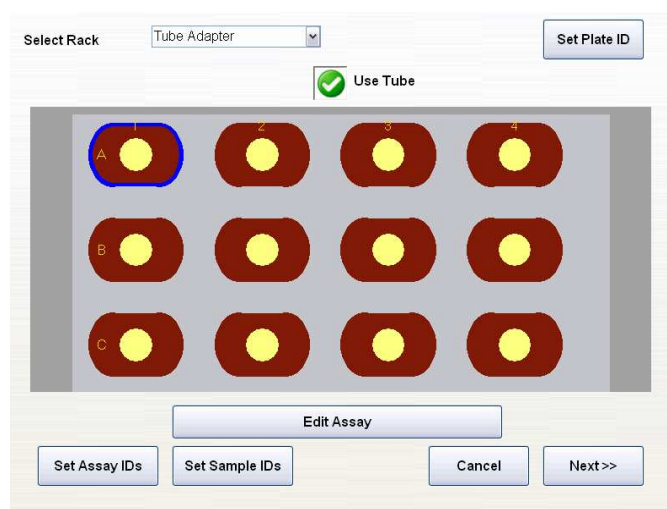 Select Rack
Tube Adapter
Set Plate ID
Use Tube
1 2 3 4
A
B
C
Edit Assay
Set Assay IDs
Set Sample IDs
Cancel
Next>>